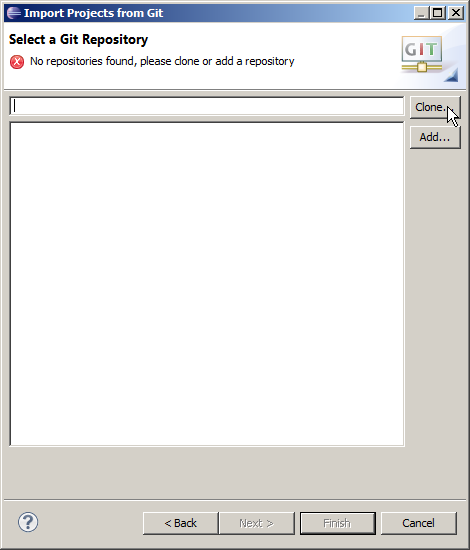 Import Projects from Git
Select a Git Repository
No repositories found, please clone or add a repository
GIT
Clone...
Add...
?
< Back
Next >
Finish
Cancel